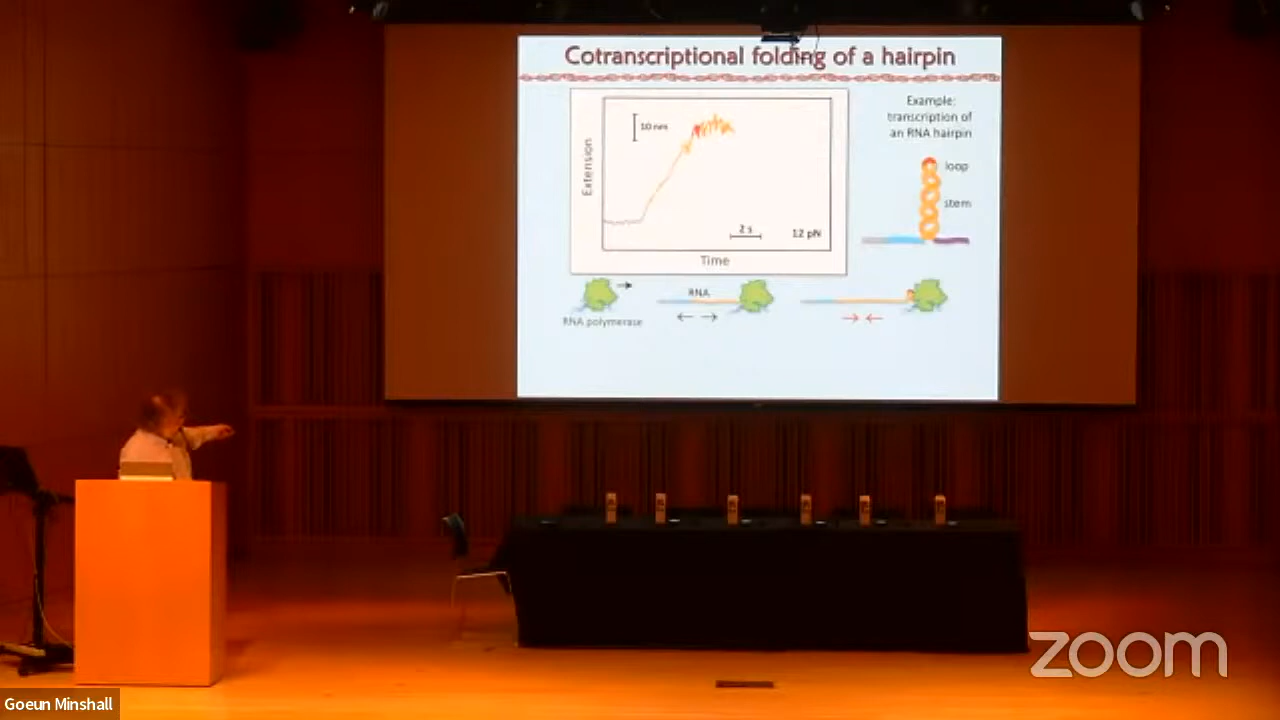 Cotranscriptional folding of a hairpin
10 nm
Extension
2 s
12 pN
Time
Example:
transcription of
an RNA hairpin
loop
stem
RNA polymerase
RNA
zoom
Goeun Minshall